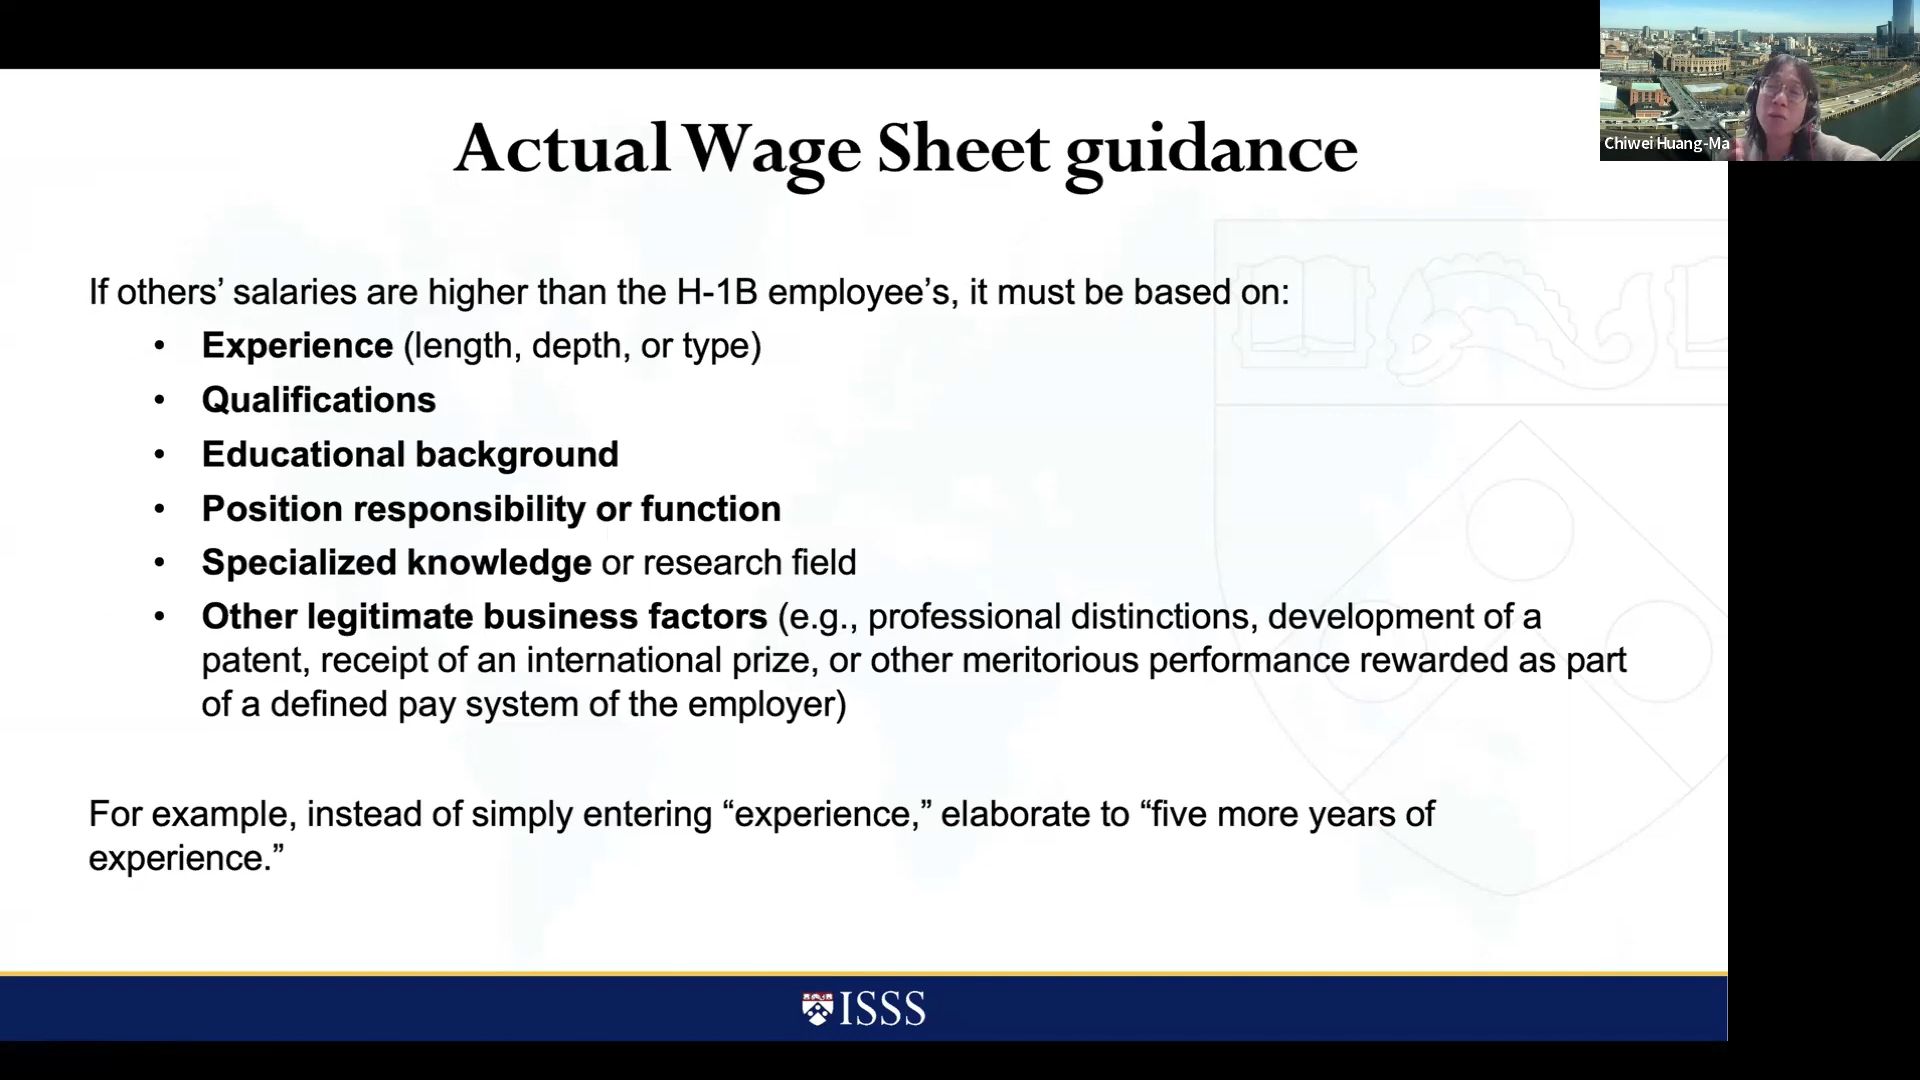 Actual Wage Sheet guidance
Chiwei Huang-Ma
If others’ salaries are higher than the H-1B employee’s, it must be based on:
• Experience (length, depth, or type)
• Qualifications
• Educational background
• Position responsibility or function
• Specialized knowledge or research field
• Other legitimate business factors (e.g., professional distinctions, development of a
patent, receipt of an international prize, or other meritorious performance rewarded as part
of a defined pay system of the employer)
For example, instead of simply entering “experience,” elaborate to “five more years of
experience.”
ISSS